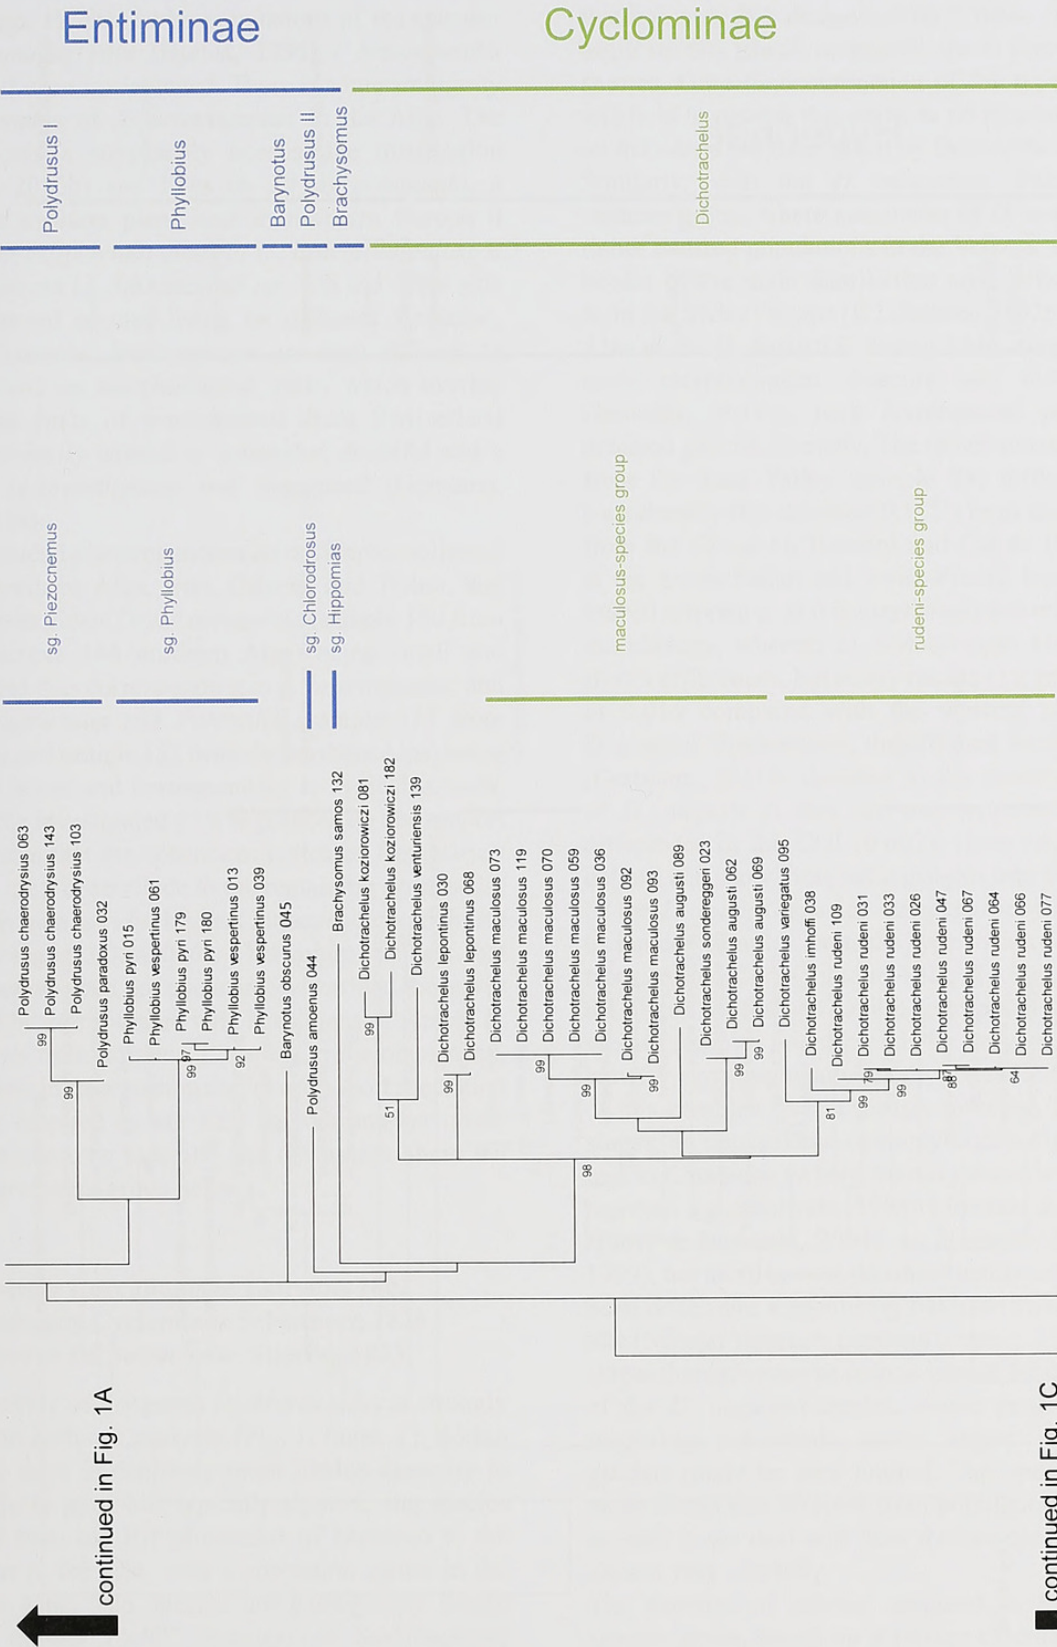 Entiminae
Cyclominae
Polydrusus I
Phyllobius
Barynotus
Polydrusus II
Brachysomus
Dichotrachelus
sg. Piezocnemus
sg. Phyllobius
sg. Chlorodrosus
sg. Hippomias
maculosus-species group
rudeni-species group
Polydrusus chaerodrysius 063
Polydrusus chaerodrysius 143
Polydrusus chaerodrysius 103
Polydrusus paradoxus 032
Phyllobius pyri 015
Phyllobius vespertinus 061
Phyllobius pyri 179
Phyllobius pyri 180
Phyllobius vespertinus 013
Phyllobius vespertinus 039
Barynotus obscurus 045
Polydrusus amoenus 044
Brachysomus samos 132
Dichotrachelus koziorowiczi 081
Dichotrachelus koziorowiczi 182
Dichotrachelus venturiensis 139
Dichotrachelus lepontinus 030
Dichotrachelus lepontinus 068
Dichotrachelus maculosus 073
Dichotrachelus maculosus 119
Dichotrachelus maculosus 070
Dichotrachelus maculosus 059
Dichotrachelus maculosus 036
Dichotrachelus maculosus 092
Dichotrachelus maculosus 093
Dichotrachelus augusti 089
Dichotrachelus sondereggeri 023
Dichotrachelus augusti 062
Dichotrachelus augusti 069
Dichotrachelus variegatus 095
Dichotrachelus imhoffi 038
Dichotrachelus rudeni 109
Dichotrachelus rudeni 031
Dichotrachelus rudeni 033
Dichotrachelus rudeni 026
Dichotrachelus rudeni 047
Dichotrachelus rudeni 067
Dichotrachelus rudeni 064
Dichotrachelus rudeni 066
Dichotrachelus rudeni 077
99
99
97
99
92
99
51
99
99
99
99
99
99
98
81
79
99
99
88
64
continued in Fig. 1A
continued in Fig. 1C